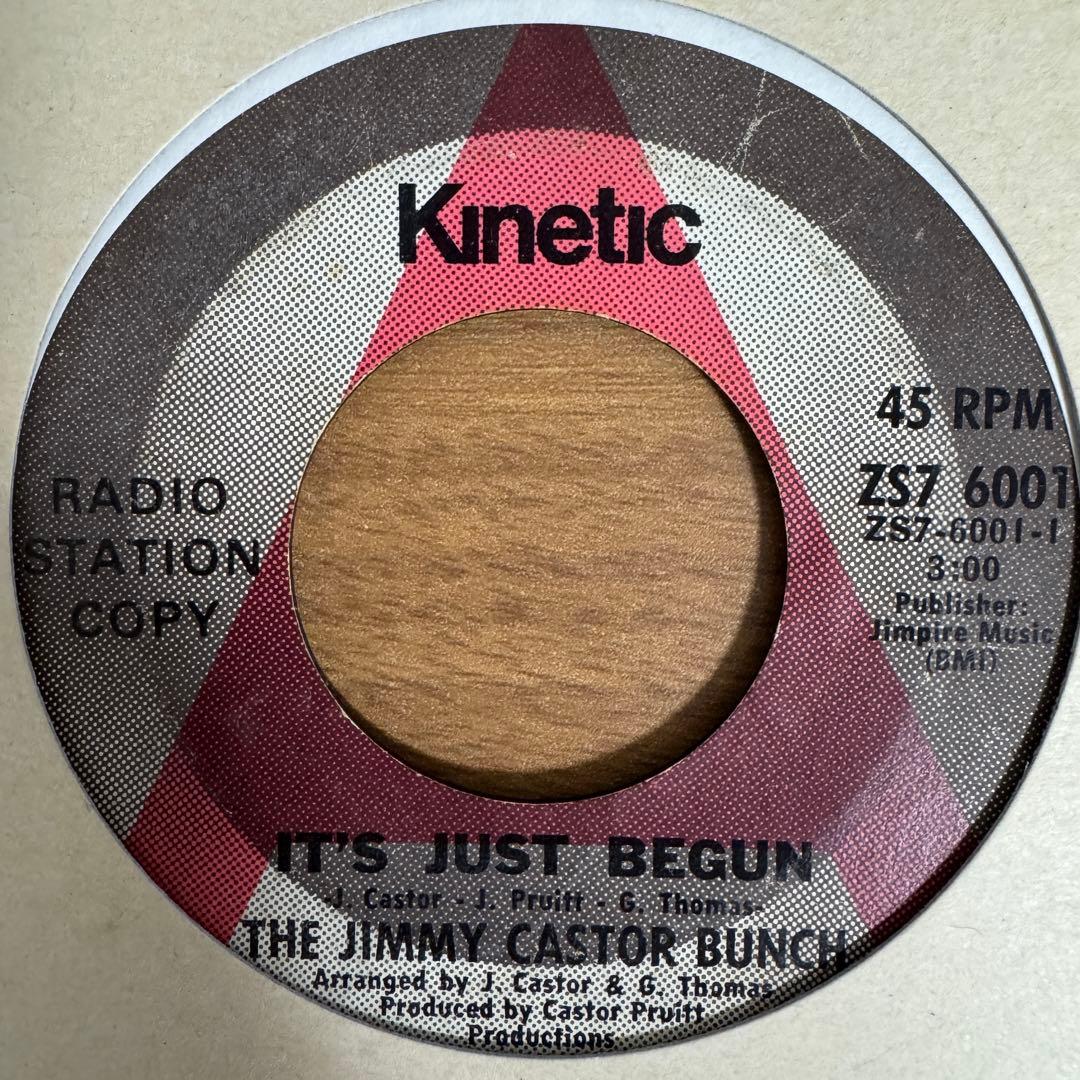 Kinetic
45 RPM
ZS7 6001
ZS7-6001-1
3:00
Publisher:
Jimpire Music
(BMI)
RADIO
STATION
COPY
IT'S JUST BEGUN
-J. Castor - J. Pruitt - G. Thomas-
THE JIMMY CASTOR BUNCH
Arranged by J. Castor & G. Thomas
Produced by Castor Pruitt
Productions